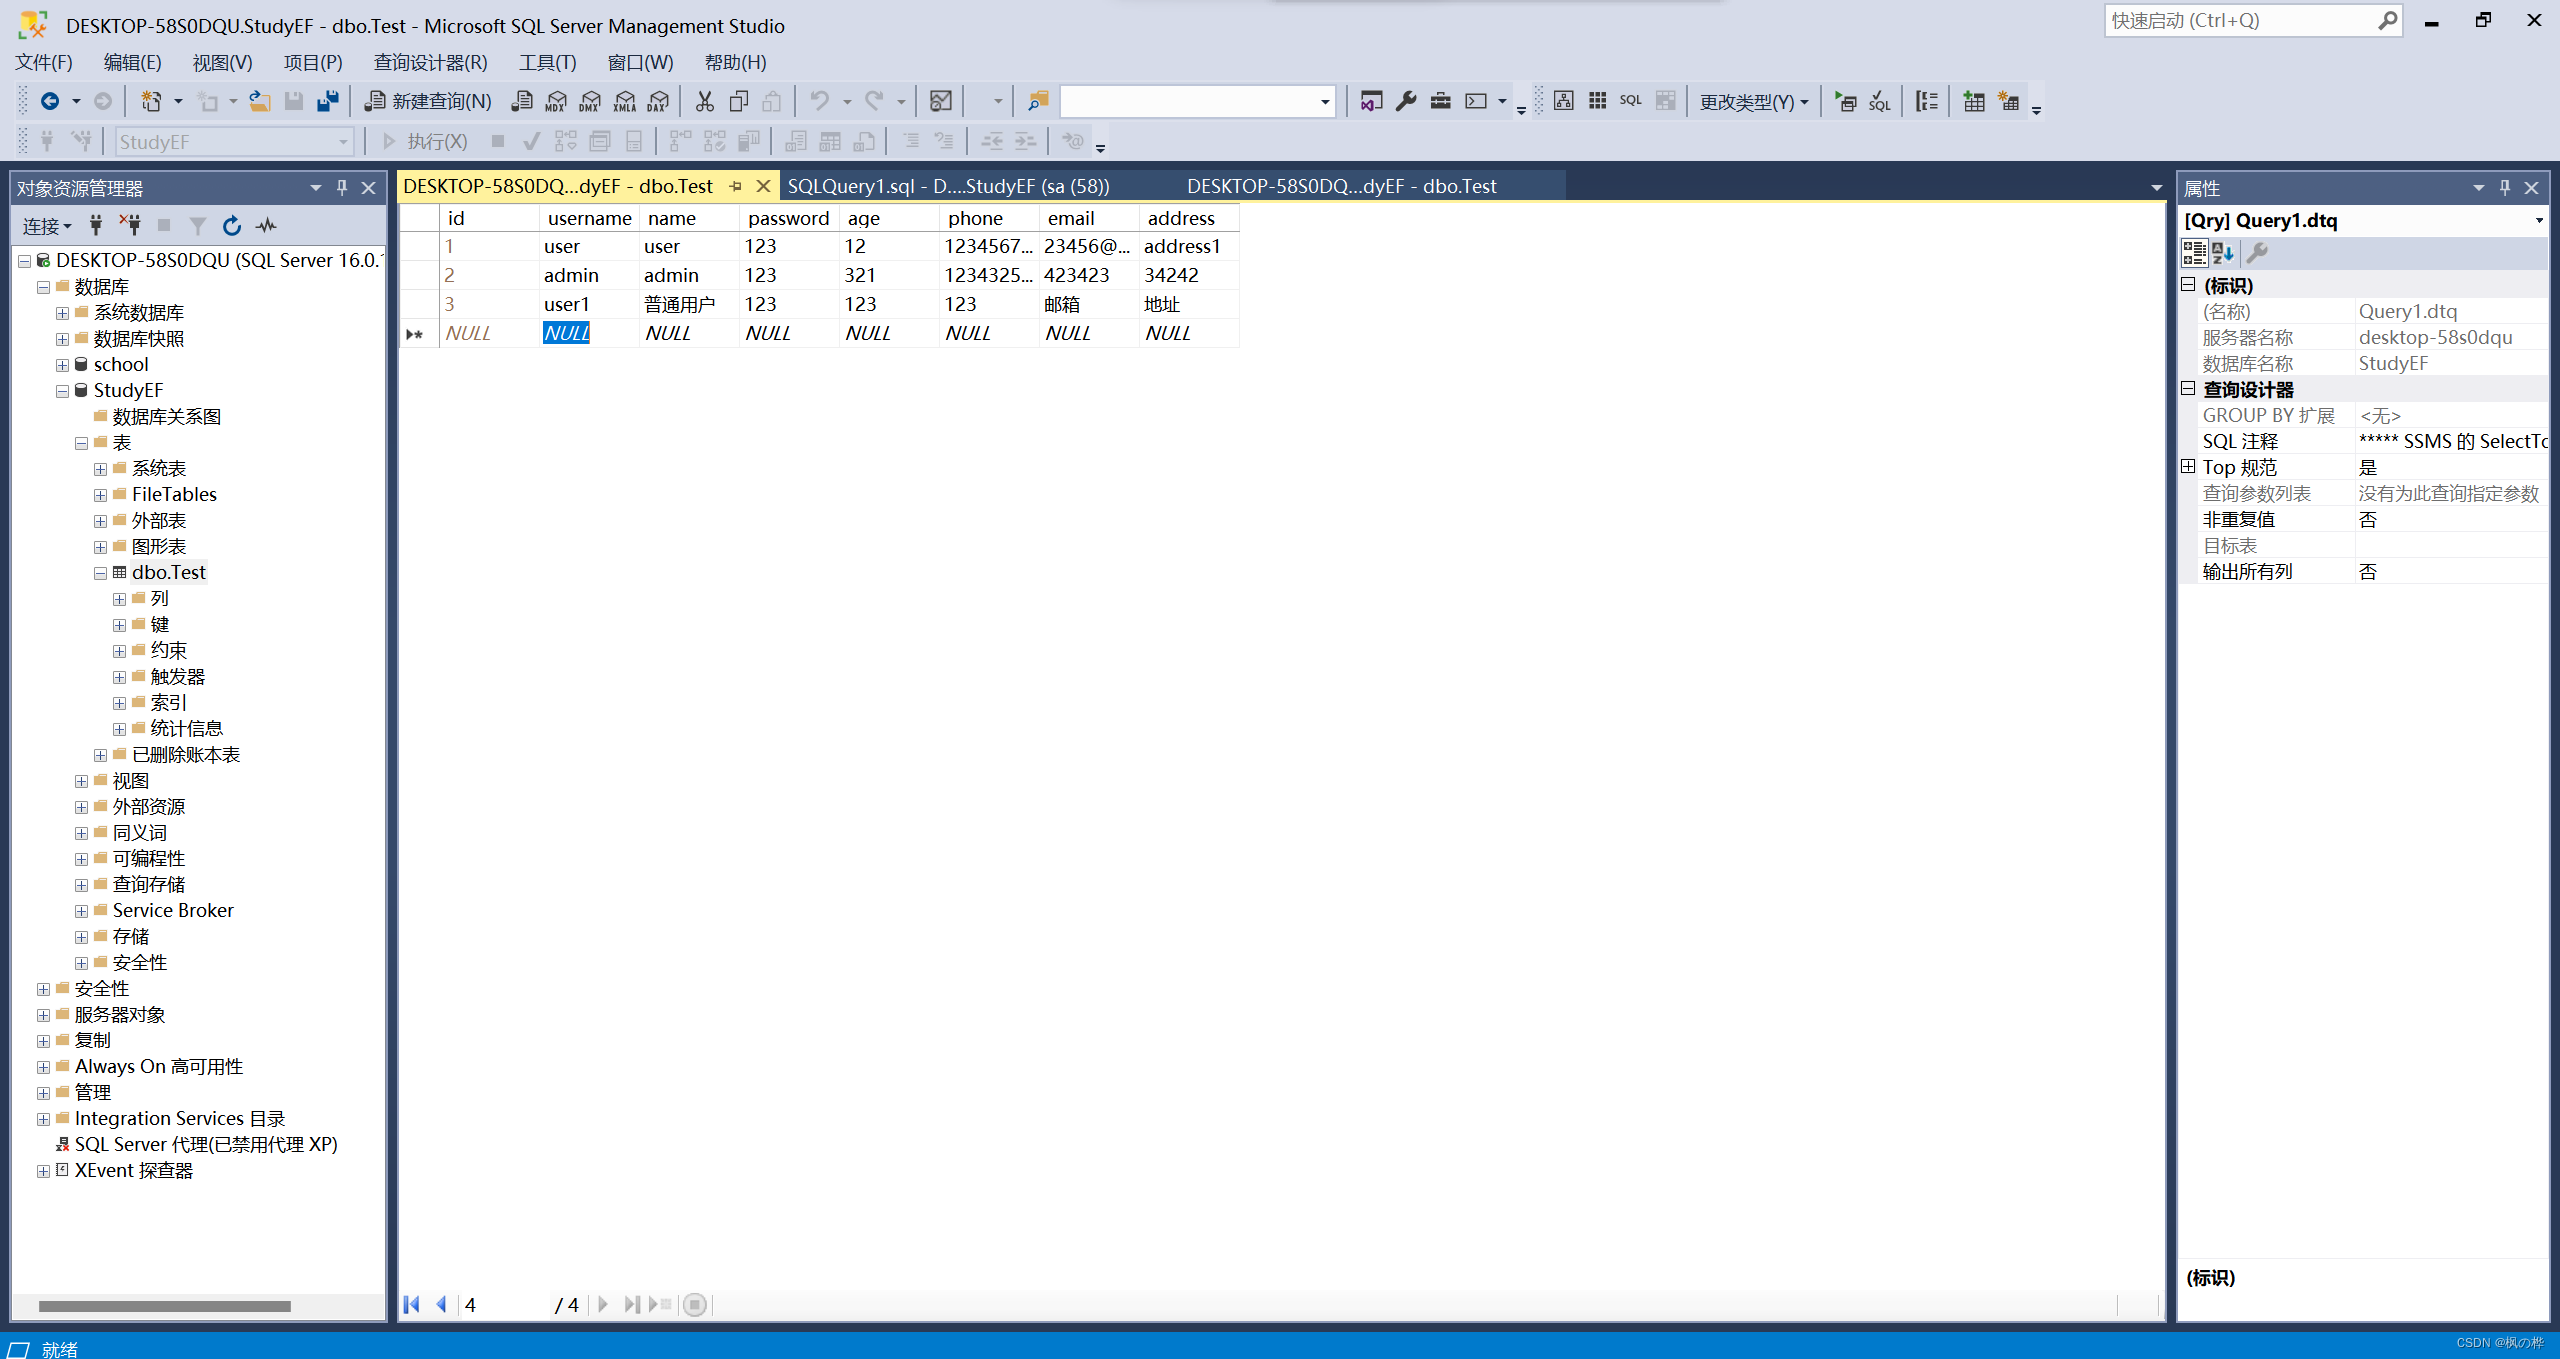 DESKTOP-58S0DQU.StudyEF - dbo.Test - Microsoft SQL Server Management Studio
快速启动 (Ctrl+Q)
文件(F) 编辑(E) 视图(V) 项目(P) 查询设计器(R) 工具(T) 窗口(W) 帮助(H)
新建查询(N) MDX DMX XMLA DAX SQL 更改类型(Y) SQL
StudyEF 执行(X)
对象资源管理器
连接
DESKTOP-58S0DQU (SQL Server 16.0.
数据库
系统数据库
数据库快照
school
StudyEF
数据库关系图
表
系统表
FileTables
外部表
图形表
dbo.Test
列
键
约束
触发器
索引
统计信息
已删除账本表
视图
外部资源
同义词
可编程性
查询存储
Service Broker
存储
安全性
安全性
服务器对象
复制
Always On 高可用性
管理
Integration Services 目录
SQL Server 代理(已禁用代理 XP)
XEvent 探查器
DESKTOP-58S0DQ...dyEF - dbo.Test SQLQuery1.sql - D....StudyEF (sa (58)) DESKTOP-58S0DQ...dyEF - dbo.Test
id username name password age phone email address
1 user user 123 12 1234567... 23456@... address1
2 admin admin 123 321 1234325... 423423 34242
3 user1 普通用户 123 123 123 邮箱 地址
NULL NULL NULL NULL NULL NULL NULL NULL
4 / 4
属性
[Qry] Query1.dtq
(标识)
(名称) Query1.dtq
服务器名称 desktop-58s0dqu
数据库名称 StudyEF
查询设计器
GROUP BY 扩展 <无>
SQL 注释 ***** SSMS 的 SelectTo
Top 规范 是
查询参数列表 没有为此查询指定参数
非重复值 否
目标表
输出所有列 否
(标识)
就绪
CSDN @枫の桦